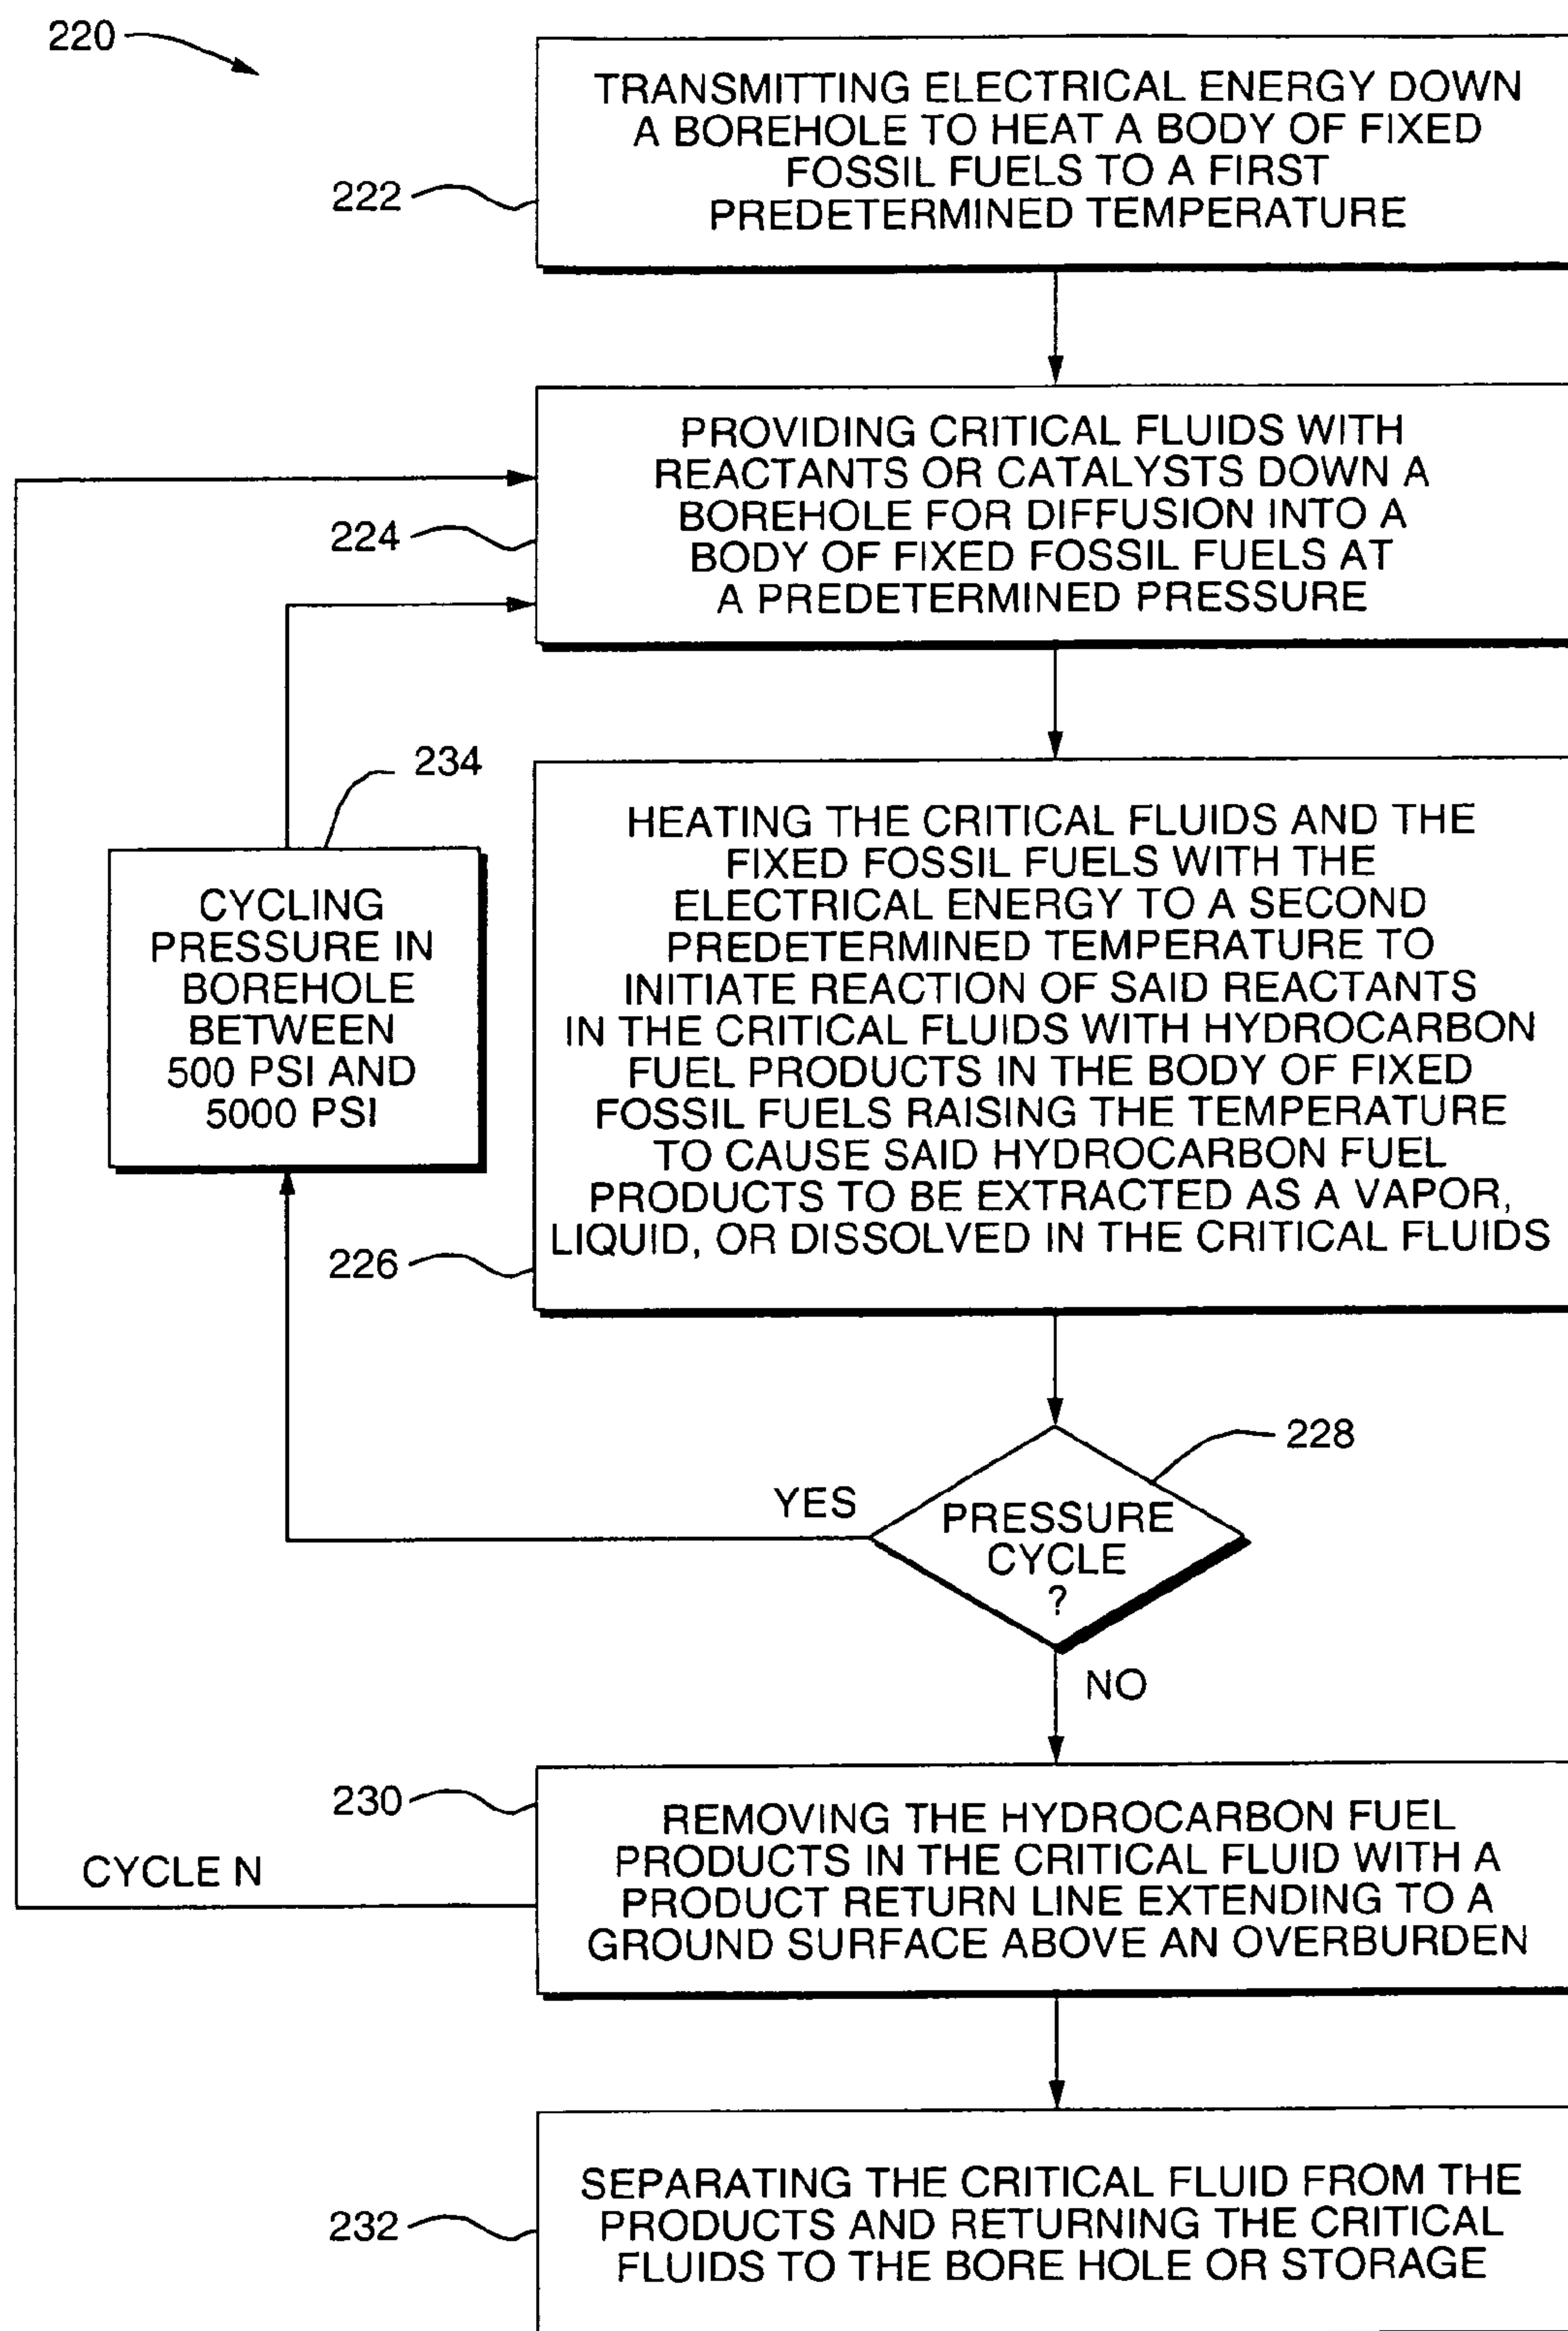 220
TRANSMITTING ELECTRICAL ENERGY DOWN
A BOREHOLE TO HEAT A BODY OF FIXED
FOSSIL FUELS TO A FIRST
PREDETERMINED TEMPERATURE
222
PROVIDING CRITICAL FLUIDS WITH
REACTANTS OR CATALYSTS DOWN A
BOREHOLE FOR DIFFUSION INTO A
BODY OF FIXED FOSSIL FUELS AT
A PREDETERMINED PRESSURE
224
234
CYCLING
PRESSURE IN
BOREHOLE
BETWEEN
500 PSI AND
5000 PSI
HEATING THE CRITICAL FLUIDS AND THE
FIXED FOSSIL FUELS WITH THE
ELECTRICAL ENERGY TO A SECOND
PREDETERMINED TEMPERATURE TO
INITIATE REACTION OF SAID REACTANTS
IN THE CRITICAL FLUIDS WITH HYDROCARBON
FUEL PRODUCTS IN THE BODY OF FIXED
FOSSIL FUELS RAISING THE TEMPERATURE
TO CAUSE SAID HYDROCARBON FUEL
PRODUCTS TO BE EXTRACTED AS A VAPOR,
LIQUID, OR DISSOLVED IN THE CRITICAL FLUIDS
226
228
YES
PRESSURE
CYCLE
?
NO
230
REMOVING THE HYDROCARBON FUEL
PRODUCTS IN THE CRITICAL FLUID WITH A
PRODUCT RETURN LINE EXTENDING TO A
GROUND SURFACE ABOVE AN OVERBURDEN
CYCLE N
SEPARATING THE CRITICAL FLUID FROM THE
PRODUCTS AND RETURNING THE CRITICAL
FLUIDS TO THE BORE HOLE OR STORAGE
232